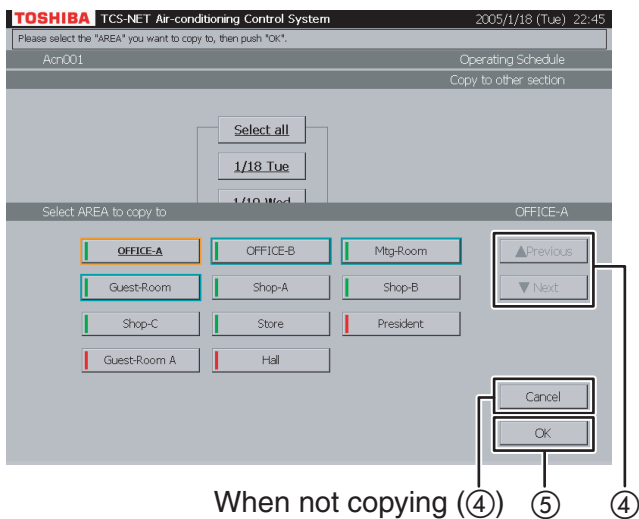 TOSHIBA TCS-NET Air-conditioning Control System 2005/1/18 (Tue) 22:45
Please select the "AREA" you want to copy to, then push "OK".
Acn001 Operating Schedule
Copy to other section
Select all
1/18 Tue
1/19 Wed
Select AREA to copy to OFFICE-A
OFFICE-A OFFICE-B Mtg-Room ▲Previous
Guest-Room Shop-A Shop-B ▼ Next
Shop-C Store President
Guest-Room A Hall
Cancel
OK
When not copying (④) ⑤ ④